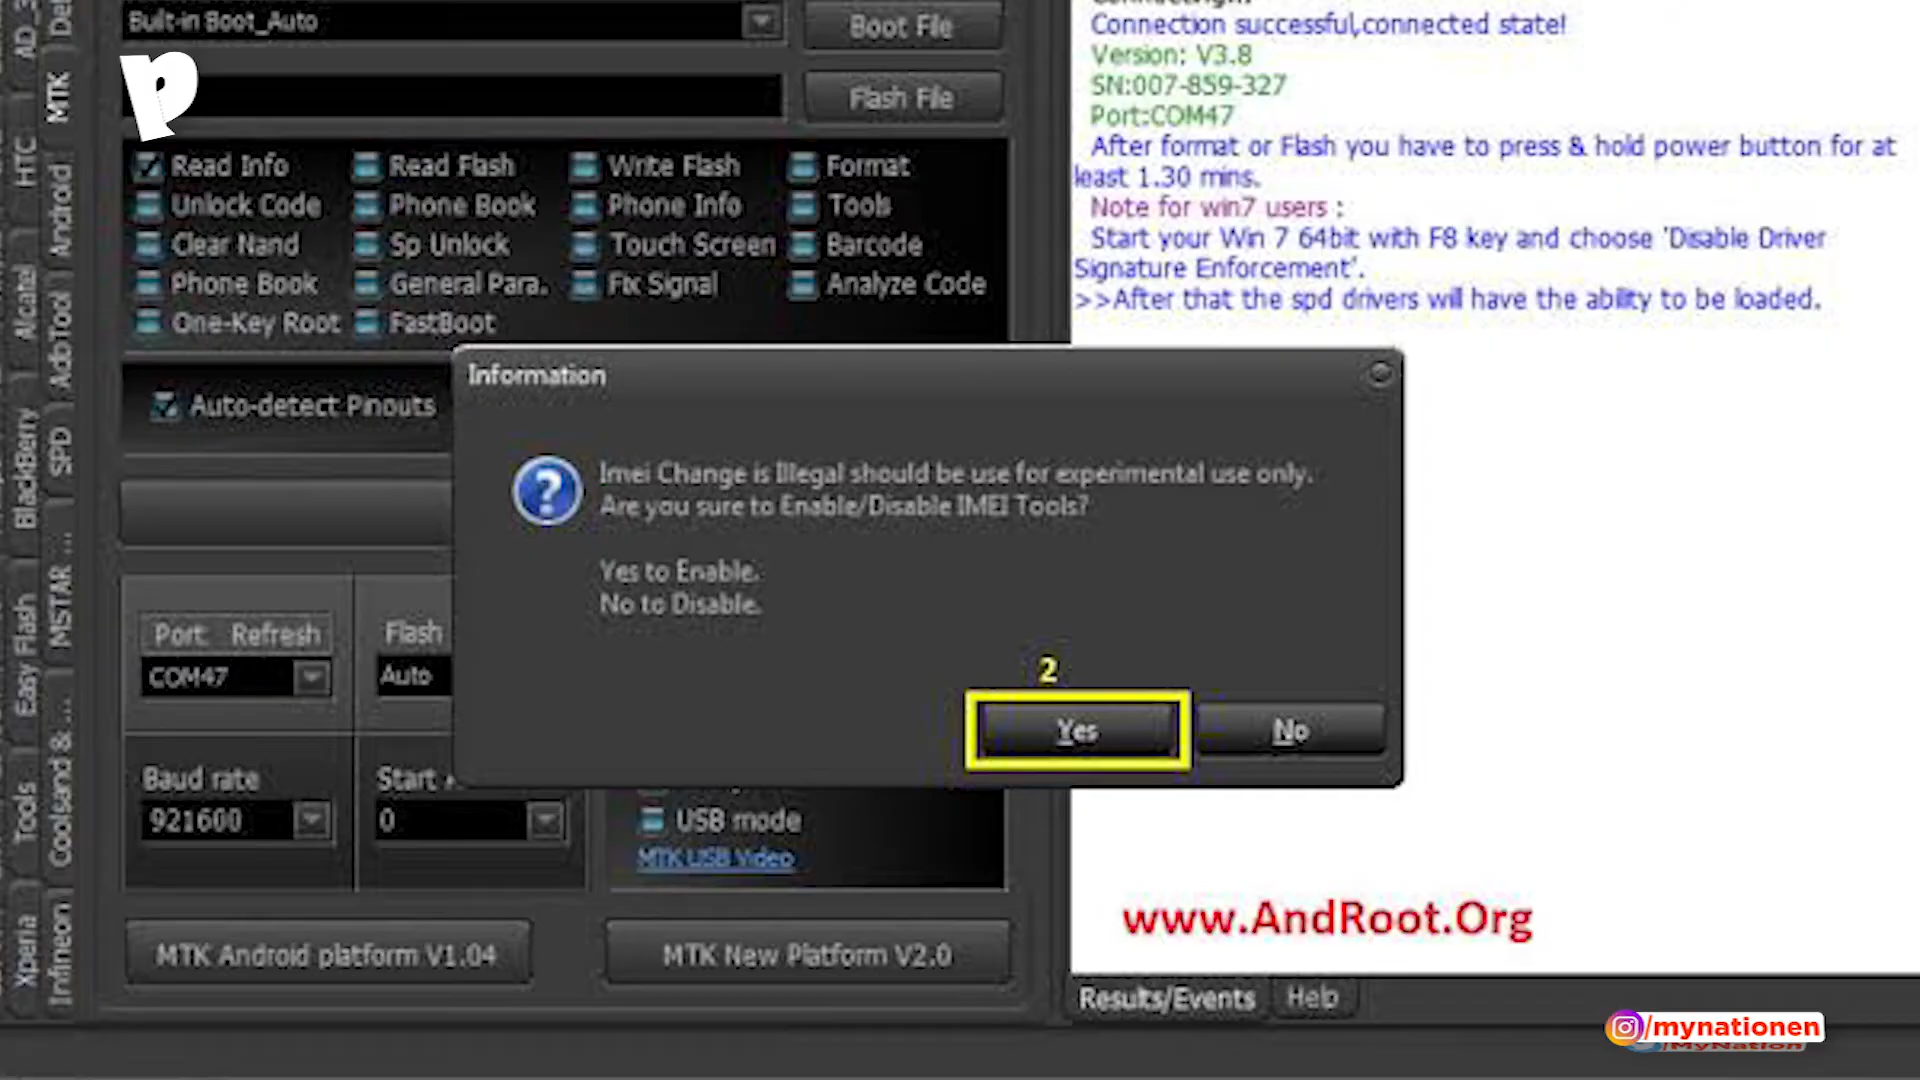 Built-in Boot_Auto
Boot File
Flash File
p
Read Info
Read Flash
Write Flash
Format
Unlock Code
Phone Book
Phone Info
Tools
Clear Nand
Sp Unlock
Touch Screen
Barcode
Phone Book
General Para.
Fix Signal
Analyze Code
One-Key Root
FastBoot
Auto-detect Pinouts
Port
Refresh
COM47
Flash
Auto
Baud rate
921600
Start
0
USB mode
MTK USB Video
MTK Android platform V1.04
MTK New Platform V2.0
HTC
Alcatel
BlackBerry
Easy Flash
Tools
Xperia
MTK
Android
AdbTool
SPD
MSTAR ...
Coolsand & ...
Infineon
Information
Imei Change is Illegal should be use for experimental use only.
Are you sure to Enable/Disable IMEI Tools?
Yes to Enable.
No to Disable.
2
Yes
No
Connection successful,connected state!
Version: V3.8
SN:007-859-327
Port:COM47
After format or Flash you have to press & hold power button for at
least 1.30 mins.
Note for win7 users :
Start your Win 7 64bit with F8 key and choose 'Disable Driver
Signature Enforcement'.
>>After that the spd drivers will have the ability to be loaded.
www.AndRoot.Org
Results/Events
Help
/mynationen
/MyNation